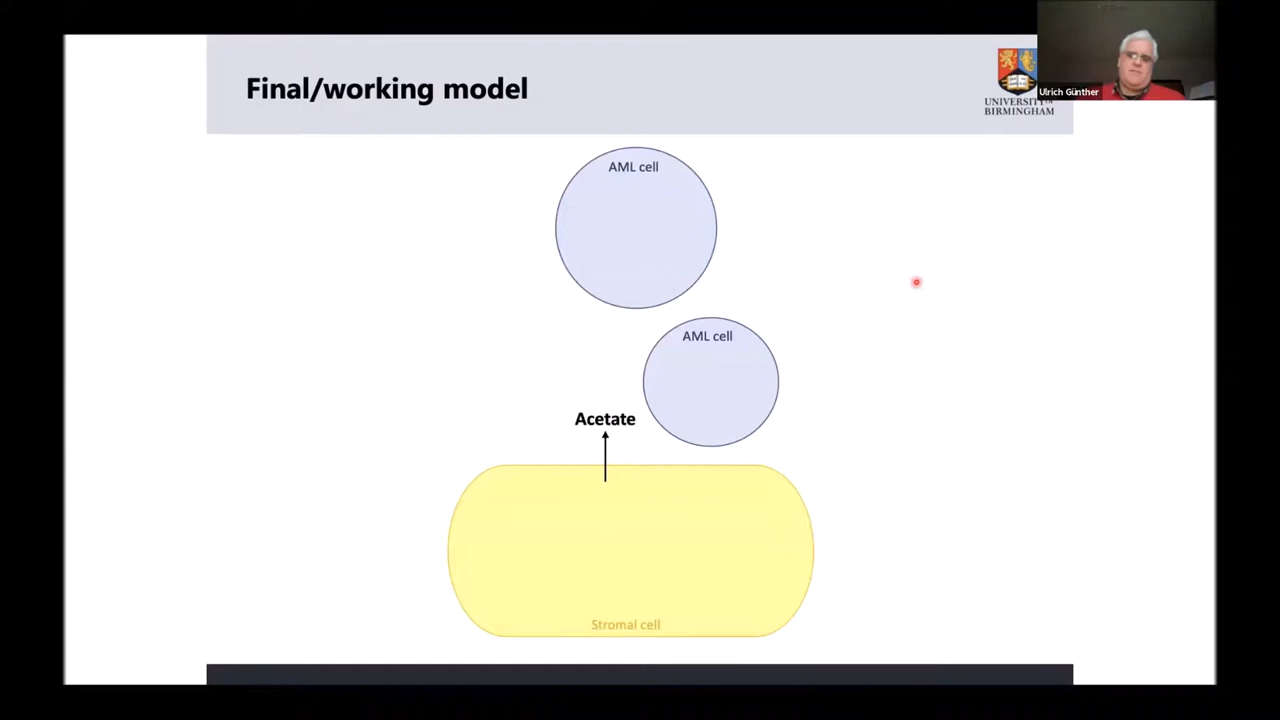 Final/working model
UNIVERSITY OF
BIRMINGHAM
Ulrich Günther
AML cell
AML cell
Acetate
Stromal cell